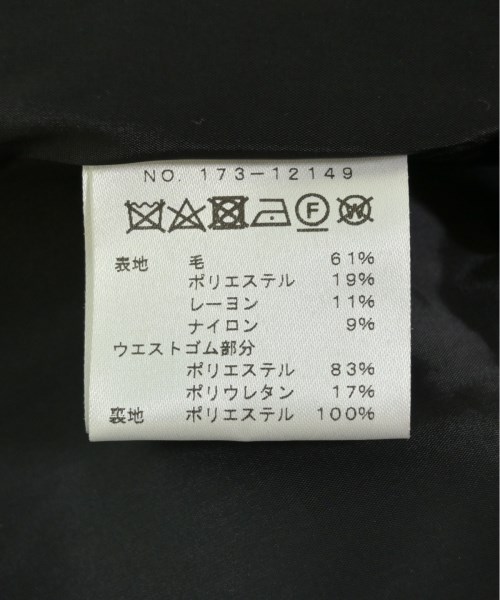 NO. 173-12149
F W
表地 毛 61%
ポリエステル 19%
レーヨン 11%
ナイロン 9%
ウエストゴム部分
ポリエステル 83%
ポリウレタン 17%
裏地 ポリエステル 100%